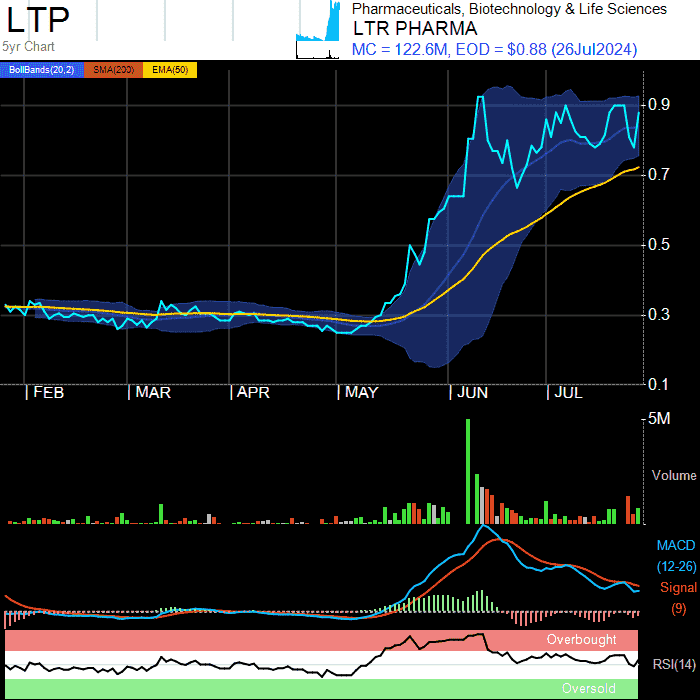 LTP
5yr Chart
Pharmaceuticals, Biotechnology & Life Sciences
LTR PHARMA
MC = 122.6M, EOD = $0.88 (26Jul2024)
BollBands(20,2) SMA(200) EMA(50)
0.9
0.7
0.5
0.3
0.1
FEB MAR APR MAY JUN JUL
5M
Volume
MACD
(12-26)
Signal
(9)
Overbought
RSI(14)
Oversold